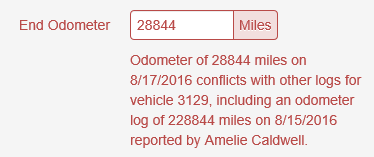 End Odometer 28844 Miles
Odometer of 28844 miles on
8/17/2016 conflicts with other logs for
vehicle 3129, including an odometer
log of 228844 miles on 8/15/2016
reported by Amelie Caldwell.